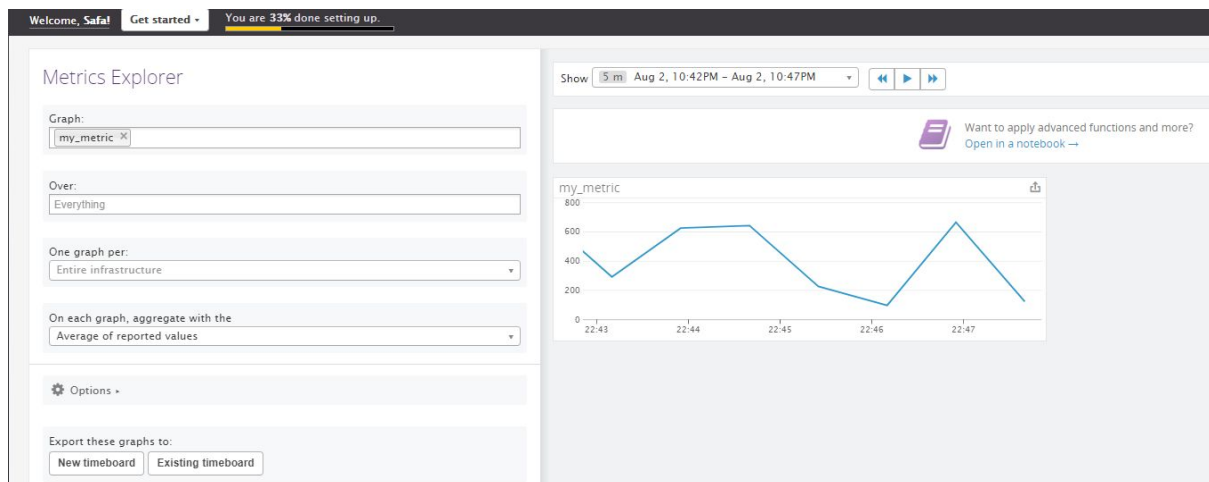 Welcome, Safa! Get started You are 33% done setting up.
Metrics Explorer
Graph:
my_metric ×
Over:
Everything
One graph per:
Entire infrastructure
On each graph, aggregate with the
Average of reported values
Options
Export these graphs to:
New timeboard Existing timeboard
Show 5 m Aug 2, 10:42PM – Aug 2, 10:47PM
Want to apply advanced functions and more?
Open in a notebook →
my_metric
800
600
400
200
0
22:43 22:44 22:45 22:46 22:47